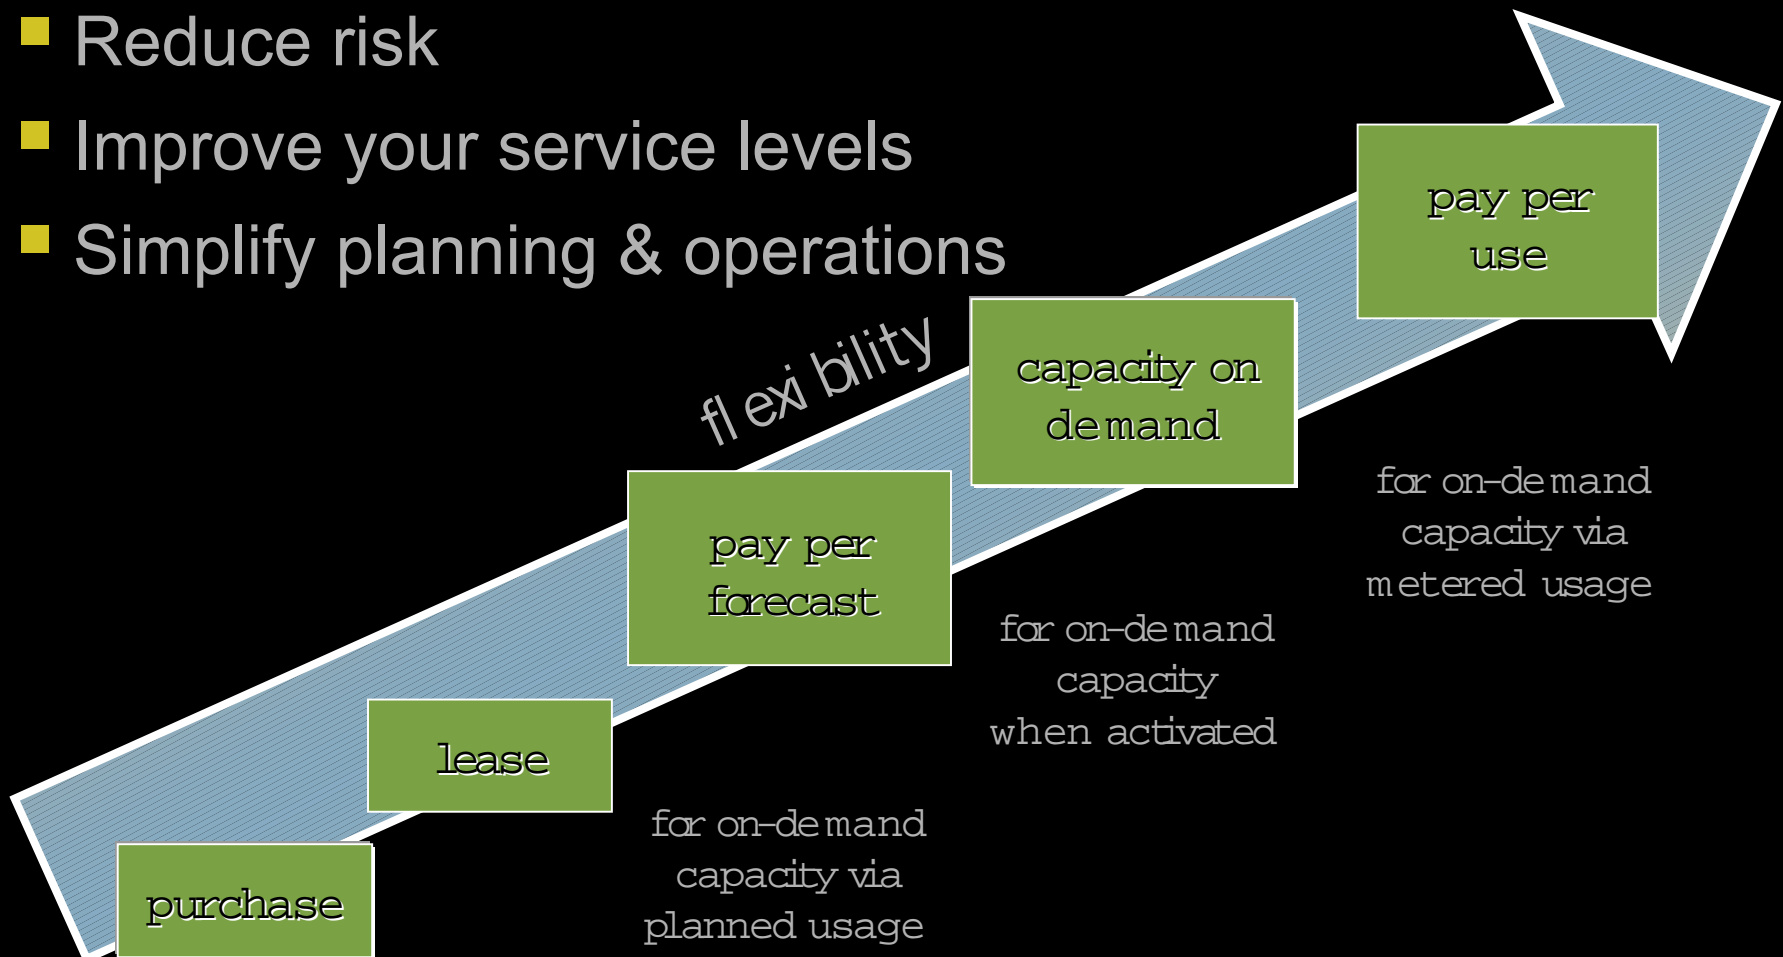 Reduce risk
Improve your service levels
Simplify planning & operations
flexibility
pay per
use
capacity on
demand
for on-demand
capacity via
metered usage
pay per
forecast
for on-demand
capacity
when activated
lease
for on-demand
capacity via
planned usage
purchase